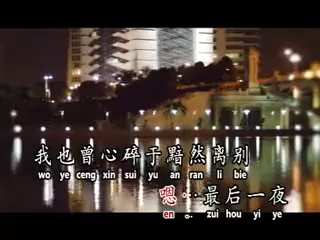 我也曾心碎于黯然离别
wo ye ceng xin sui yu an ran li bie
嗯…最后一夜
en . . zui hou yi ye